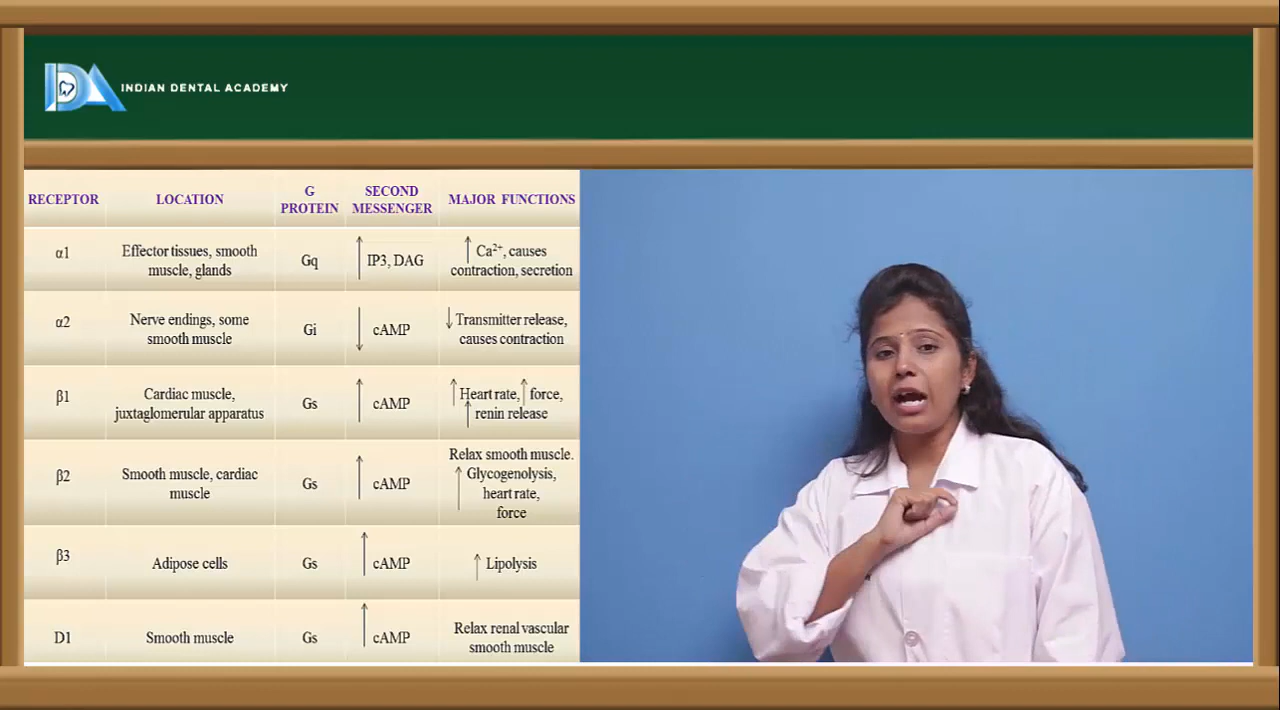 IDA INDIAN DENTAL ACADEMY
RECEPTOR
LOCATION
G
PROTEIN
SECOND
MESSENGER
MAJOR FUNCTIONS
α1
Effector tissues, smooth
muscle, glands
Gq
↑ IP3, DAG
↑ Ca²⁺, causes
contraction, secretion
α2
Nerve endings, some
smooth muscle
Gi
↓ cAMP
↓ Transmitter release,
causes contraction
β1
Cardiac muscle,
juxtaglomerular apparatus
Gs
↑ cAMP
↑ Heart rate, ↑ force,
↑ renin release
β2
Smooth muscle, cardiac
muscle
Gs
↑ cAMP
Relax smooth muscle.
↑ Glycogenolysis,
heart rate,
force
β3
Adipose cells
Gs
↑ cAMP
↑ Lipolysis
D1
Smooth muscle
Gs
↑ cAMP
Relax renal vascular
smooth muscle